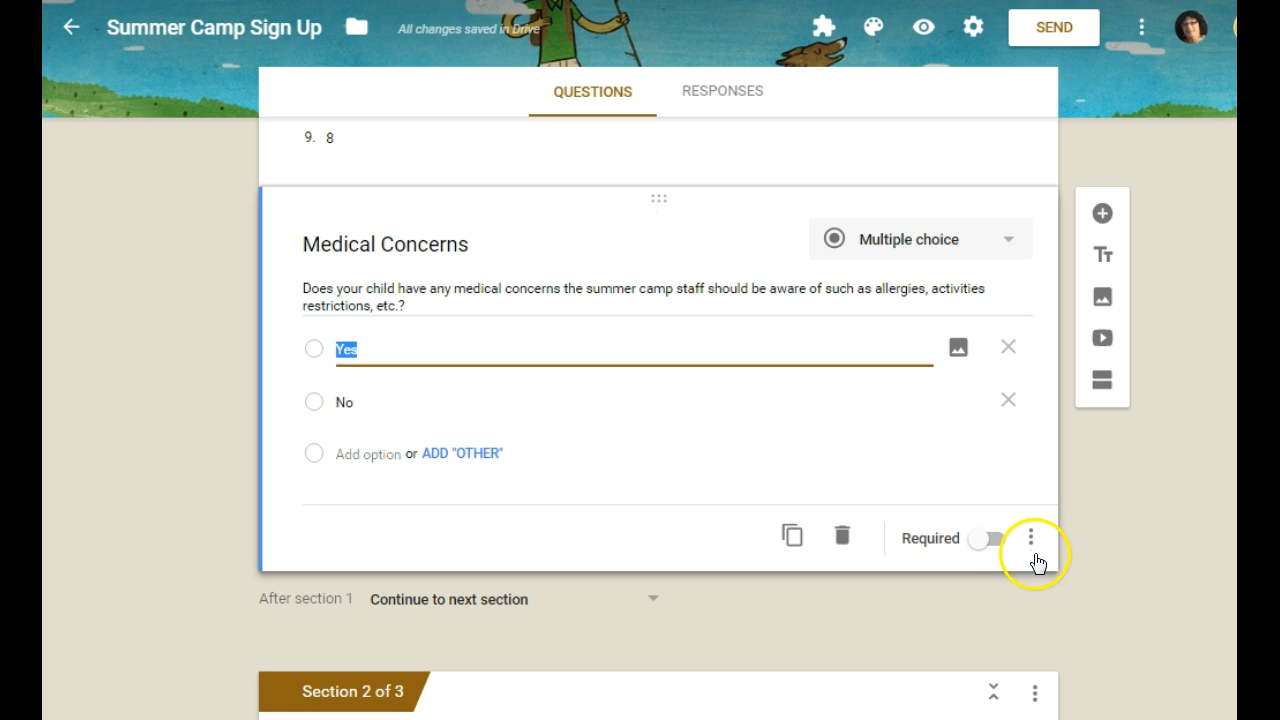 Summer Camp Sign Up
All changes saved in Drive
SEND
QUESTIONS
RESPONSES
9. 8
Medical Concerns
Multiple choice
Does your child have any medical concerns the summer camp staff should be aware of such as allergies, activities
restrictions, etc.?
Yes
No
Add option or ADD "OTHER"
Required
After section 1 Continue to next section
Section 2 of 3